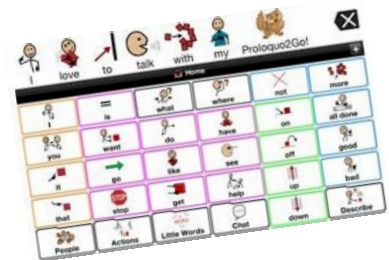 I love to talk with my Proloquo2Go!
Home
I is what where not more
you want do have on all done
it go like see off good
that stop get help up bad
People Actions Little Words Chat down Describe